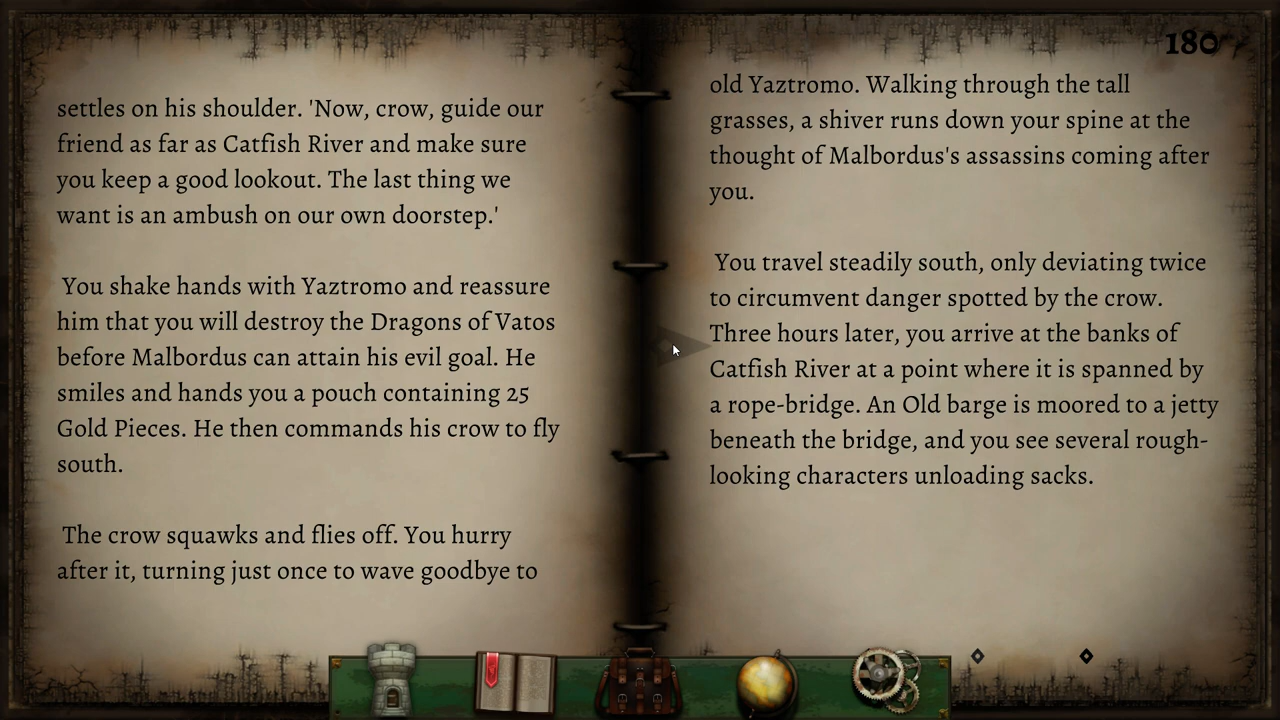 settles on his shoulder. 'Now, crow, guide our
friend as far as Catfish River and make sure
you keep a good lookout. The last thing we
want is an ambush on our own doorstep.'
You shake hands with Yaztromo and reassure
him that you will destroy the Dragons of Vatos
before Malbordus can attain his evil goal. He
smiles and hands you a pouch containing 25
Gold Pieces. He then commands his crow to fly
south.
The crow squawks and flies off. You hurry
after it, turning just once to wave goodbye to
180
old Yaztromo. Walking through the tall
grasses, a shiver runs down your spine at the
thought of Malbordus's assassins coming after
you.
You travel steadily south, only deviating twice
to circumvent danger spotted by the crow.
Three hours later, you arrive at the banks of
Catfish River at a point where it is spanned by
a rope-bridge. An Old barge is moored to a jetty
beneath the bridge, and you see several rough-
looking characters unloading sacks.